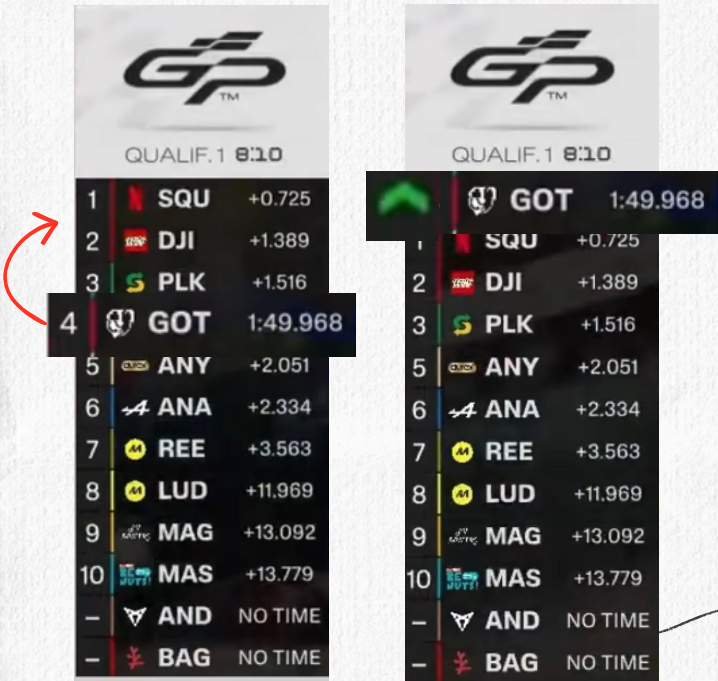 GP™
QUALIF. 1 8:10
1 SQU +0.725
2 DJI +1.389
3 PLK +1.516
4 GOT 1:49.968
5 ANY +2.051
6 ANA +2.334
7 REE +3.563
8 LUD +11.969
9 MAG +13.092
10 MAS +13.779
– AND NO TIME
– BAG NO TIME
GP™
QUALIF. 1 8:10
GOT 1:49.968
1 SQU +0.725
2 DJI +1.389
3 PLK +1.516
5 ANY +2.051
6 ANA +2.334
7 REE +3.563
8 LUD +11.969
9 MAG +13.092
10 MAS +13.779
– AND NO TIME
– BAG NO TIME